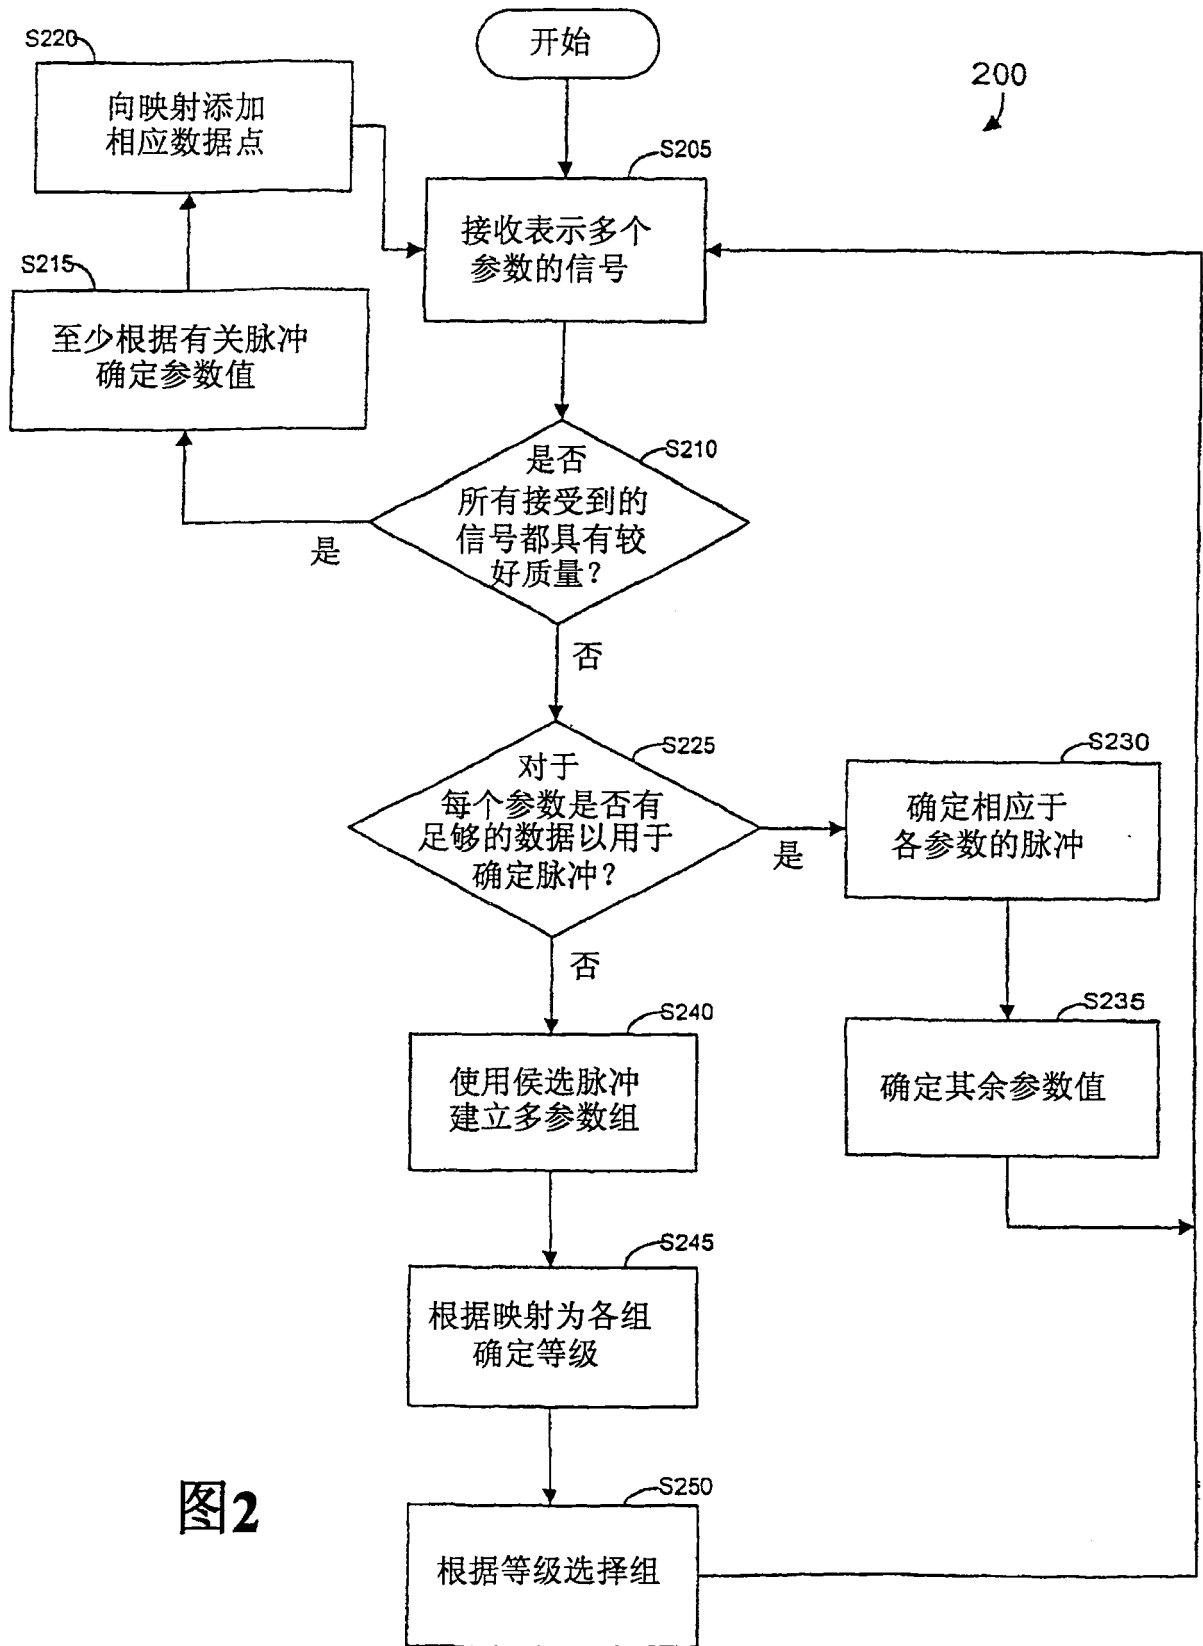 开始
200
S220
向映射添加
相应数据点
S205
接收表示多个
参数的信号
S215
至少根据有关脉冲
确定参数值
S210
是否
所有接受到的
信号都具有较
好质量？
是
否
S225
对于
每个参数是否有
足够的数据以用于
确定脉冲？
是
S230
确定相应于
各参数的脉冲
否
S235
确定其余参数值
S240
使用侯选脉冲
建立多参数组
S245
根据映射为各组
确定等级
S250
根据等级选择组
图2